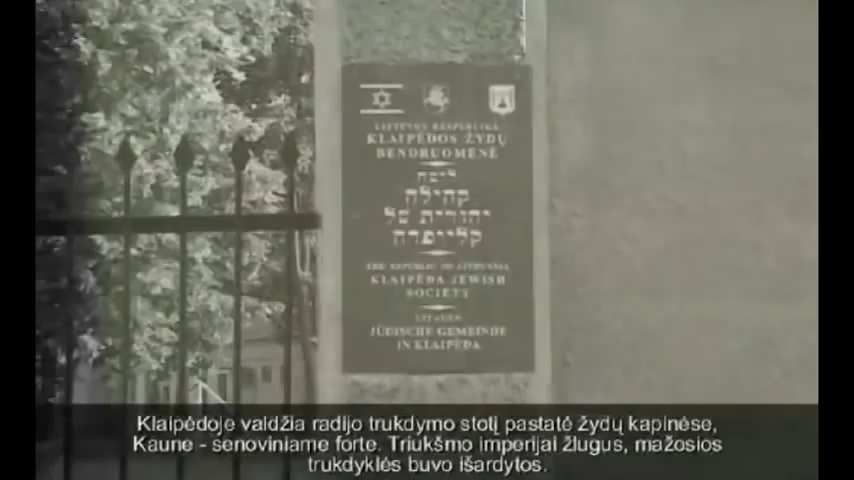 LIETUVOS RESPUBLIKA
KLAIPĖDOS ŽYDŲ
BENDRUOMENĖ
ליטה
קהילה
יהודית של
קלייפדה
THE REPUBLIC OF LITHUANIA
KLAIPĖDA JEWISH
SOCIETY
LITAUEN
JÜDISCHE GEMEINDE
IN KLAIPĖDA
Klaipėdoje valdžia radijo trukdymo stotį pastatė žydų kapinėse,
Kaune - senoviniame forte. Triukšmo imperijai žlugus, mažosios
trukdyklės buvo išardytos.